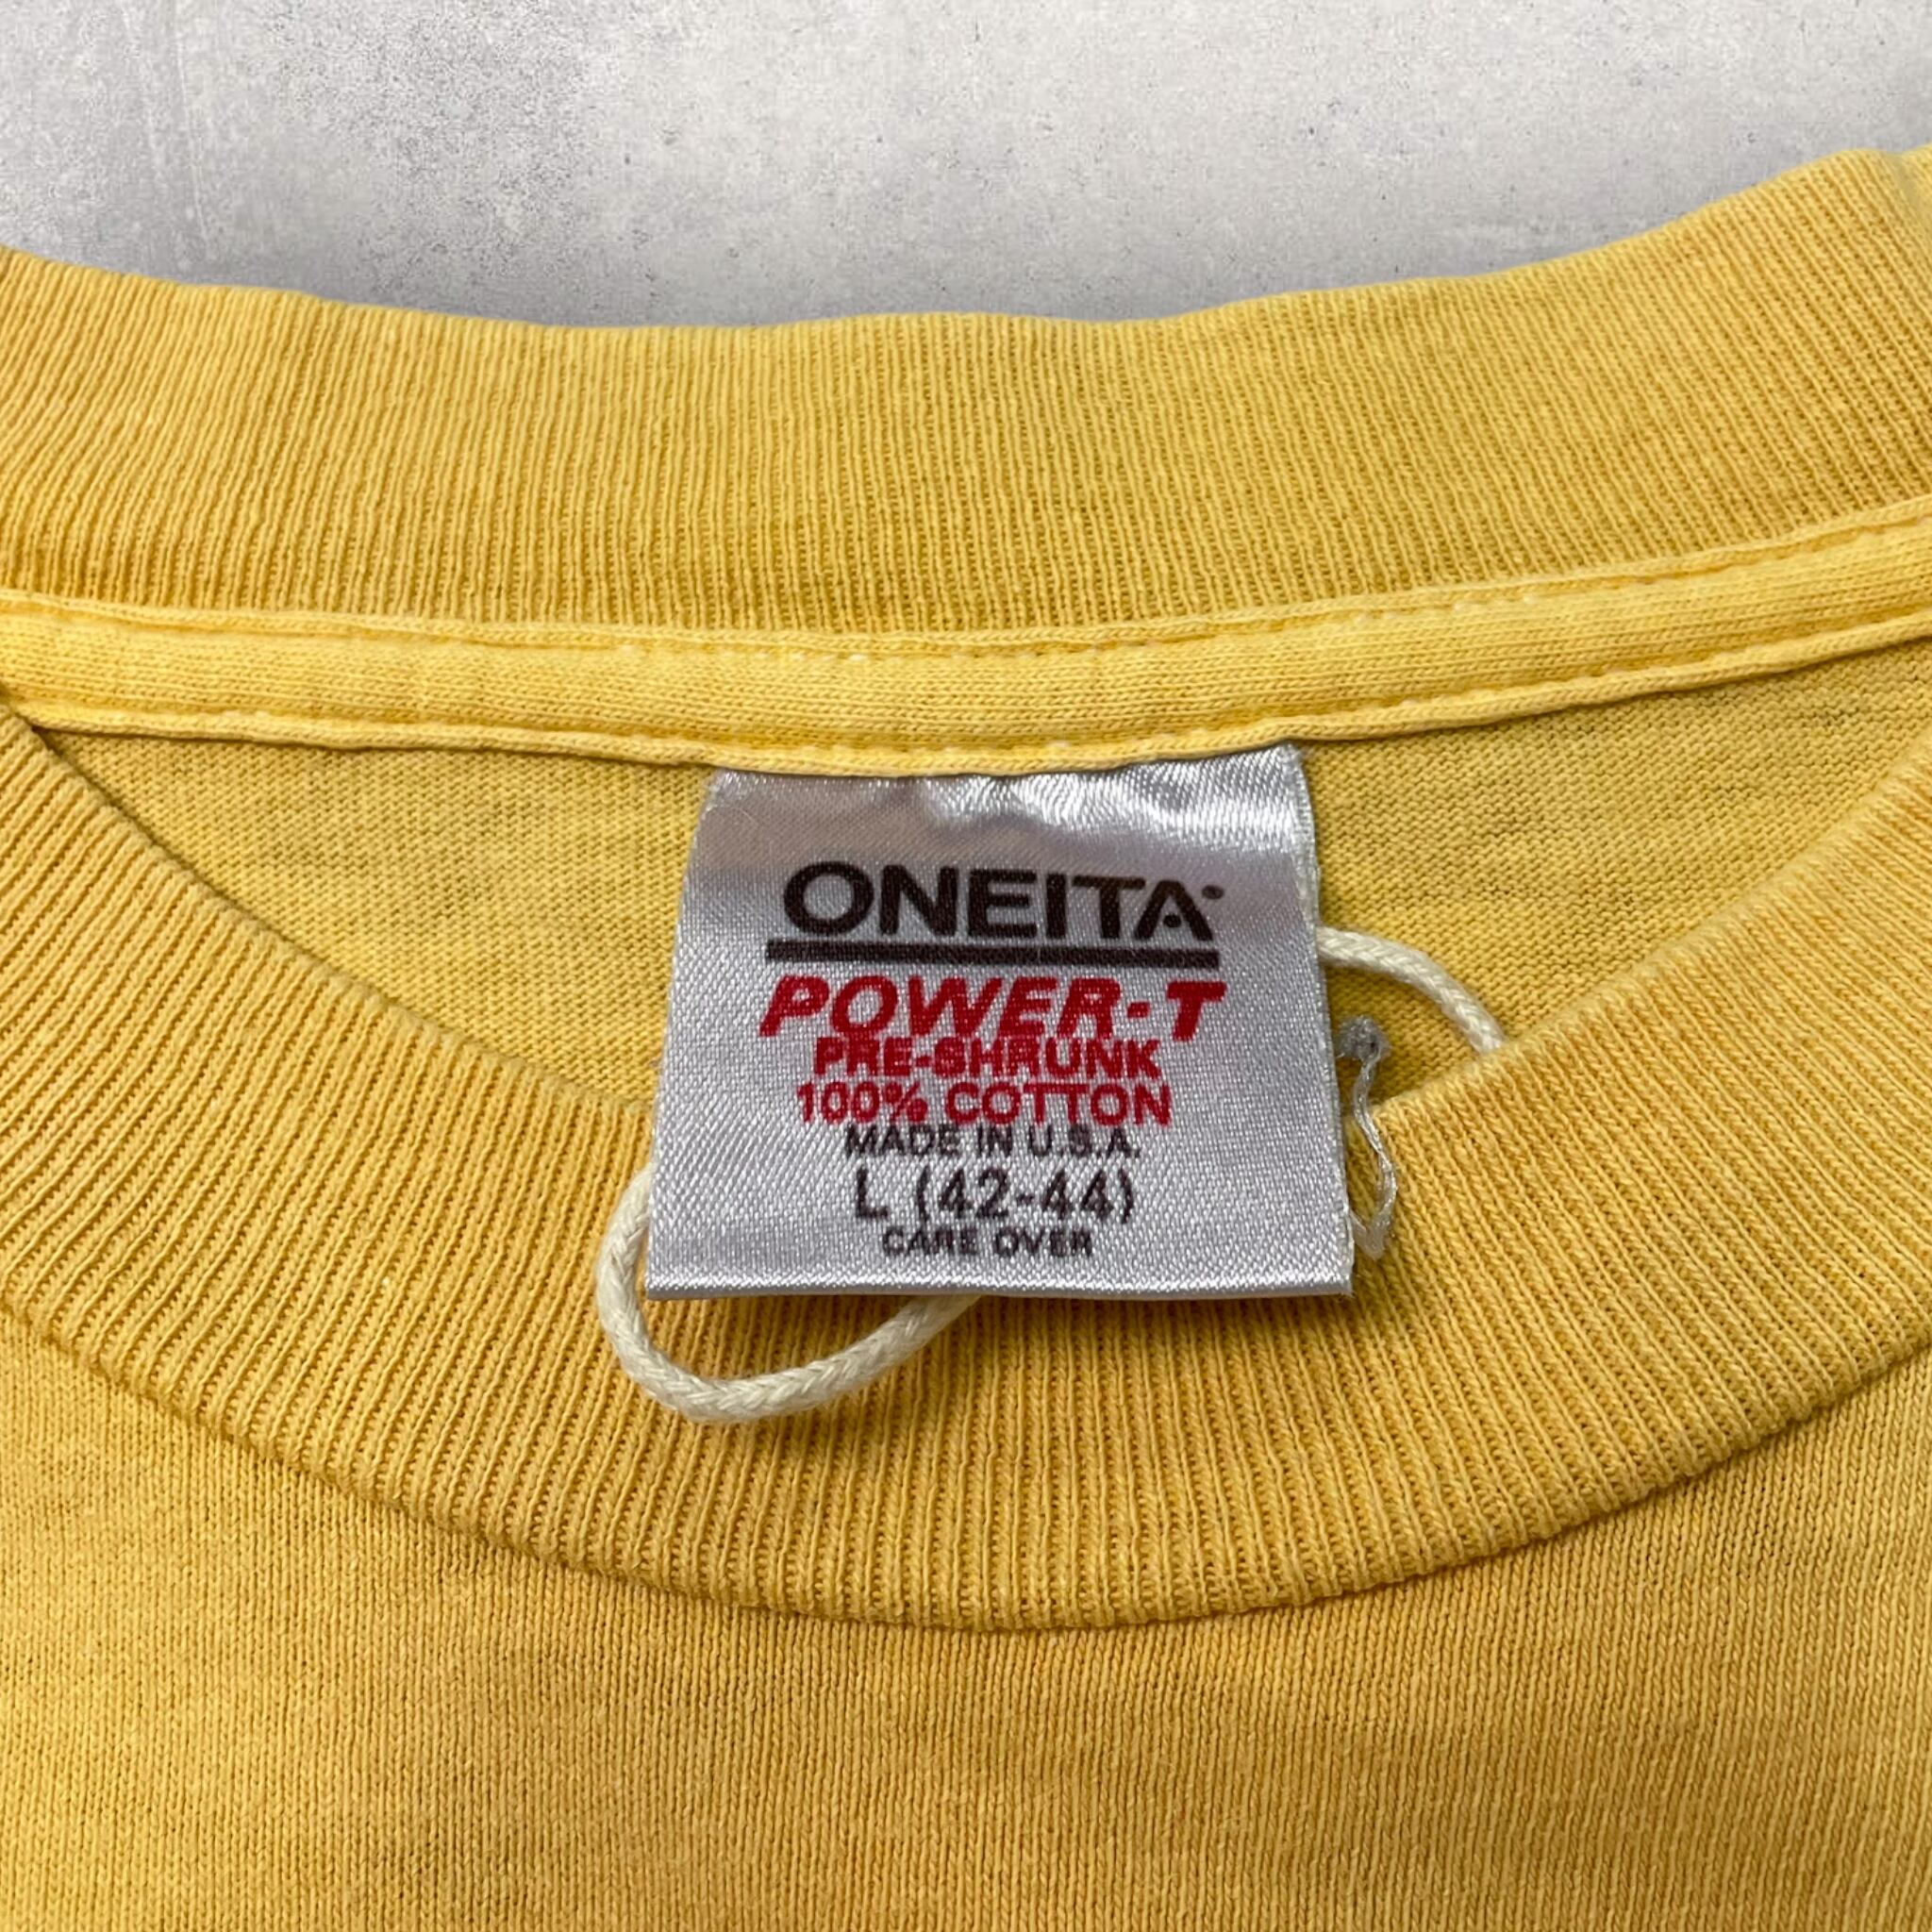 ONEITA
POWER-T
PRE-SHRUNK
100% COTTON
MADE IN U.S.A.
L (42-44)
CARE OVER